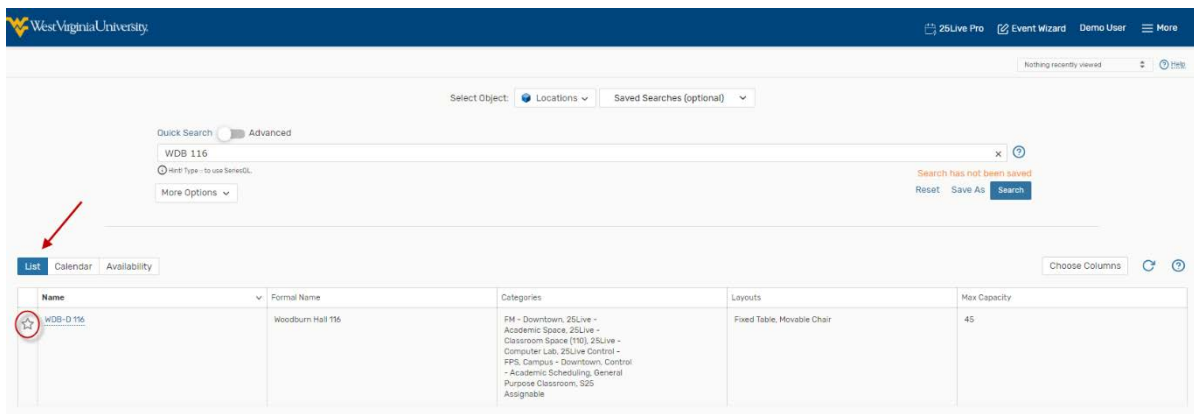 WestVirginiaUniversity.
25Live Pro Event Wizard Demo User More
Nothing recently viewed Help
Select Object: Locations Saved Searches (optional)
Quick Search Advanced
WDB 116 x
Hint! Type :: to use SeriesQL.
Search has not been saved
More Options Reset Save As Search
List Calendar Availability Choose Columns
Name Formal Name Categories Layouts Max Capacity
WDB-D 116 Woodburn Hall 116 FM - Downtown, 25Live - Fixed Table, Movable Chair 45
Academic Space, 25Live -
Classroom Space (110), 25Live -
Computer Lab, 25Live Control -
FPS, Campus - Downtown, Control
- Academic Scheduling, General
Purpose Classroom, S25
Assignable